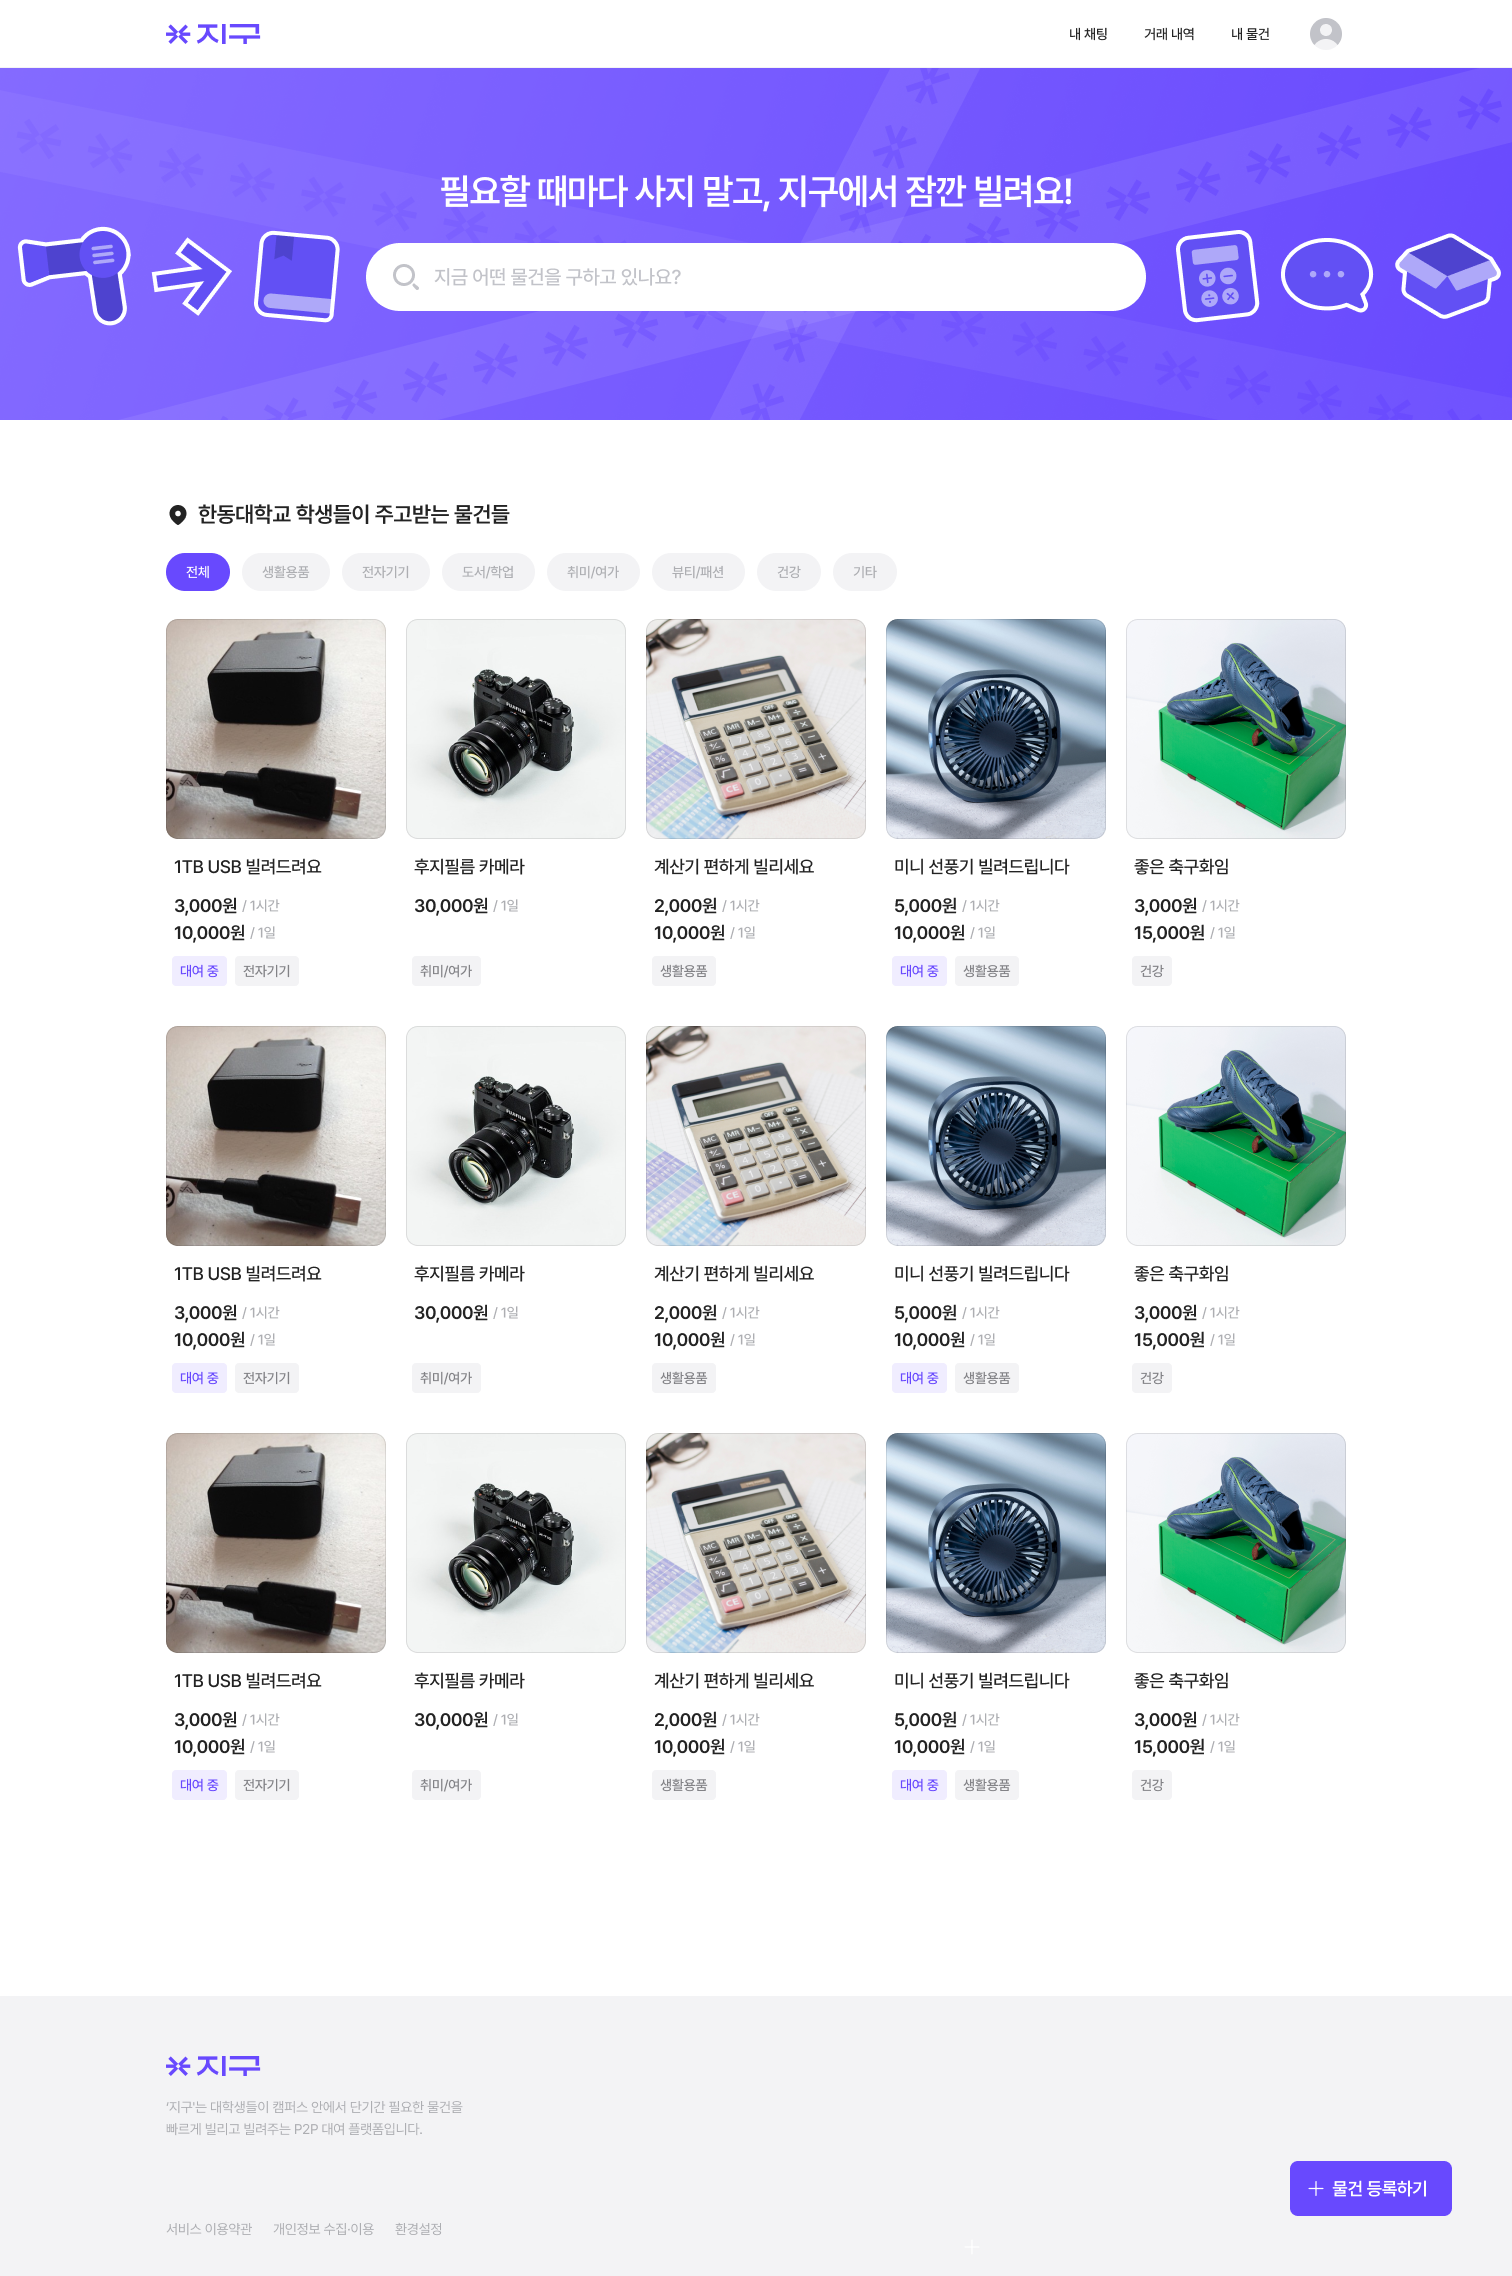 지구
내 채팅 거래 내역 내 물건
필요할 때마다 사지 말고, 지구에서 잠깐 빌려요!
지금 어떤 물건을 구하고 있나요?
한동대학교 학생들이 주고받는 물건들
전체 생활용품 전자기기 도서/학업 취미/여가 뷰티/패션 건강 기타
1TB USB 빌려드려요
3,000원 / 1시간
10,000원 / 1일
대여 중 전자기기
후지필름 카메라
30,000원 / 1일
취미/여가
계산기 편하게 빌리세요
2,000원 / 1시간
10,000원 / 1일
생활용품
미니 선풍기 빌려드립니다
5,000원 / 1시간
10,000원 / 1일
대여 중 생활용품
좋은 축구화임
3,000원 / 1시간
15,000원 / 1일
건강
1TB USB 빌려드려요
3,000원 / 1시간
10,000원 / 1일
대여 중 전자기기
후지필름 카메라
30,000원 / 1일
취미/여가
계산기 편하게 빌리세요
2,000원 / 1시간
10,000원 / 1일
생활용품
미니 선풍기 빌려드립니다
5,000원 / 1시간
10,000원 / 1일
대여 중 생활용품
좋은 축구화임
3,000원 / 1시간
15,000원 / 1일
건강
1TB USB 빌려드려요
3,000원 / 1시간
10,000원 / 1일
대여 중 전자기기
후지필름 카메라
30,000원 / 1일
취미/여가
계산기 편하게 빌리세요
2,000원 / 1시간
10,000원 / 1일
생활용품
미니 선풍기 빌려드립니다
5,000원 / 1시간
10,000원 / 1일
대여 중 생활용품
좋은 축구화임
3,000원 / 1시간
15,000원 / 1일
건강
지구
'지구'는 대학생들이 캠퍼스 안에서 단기간 필요한 물건을
빠르게 빌리고 빌려주는 P2P 대여 플랫폼입니다.
물건 등록하기
서비스 이용약관 개인정보 수집·이용 환경설정